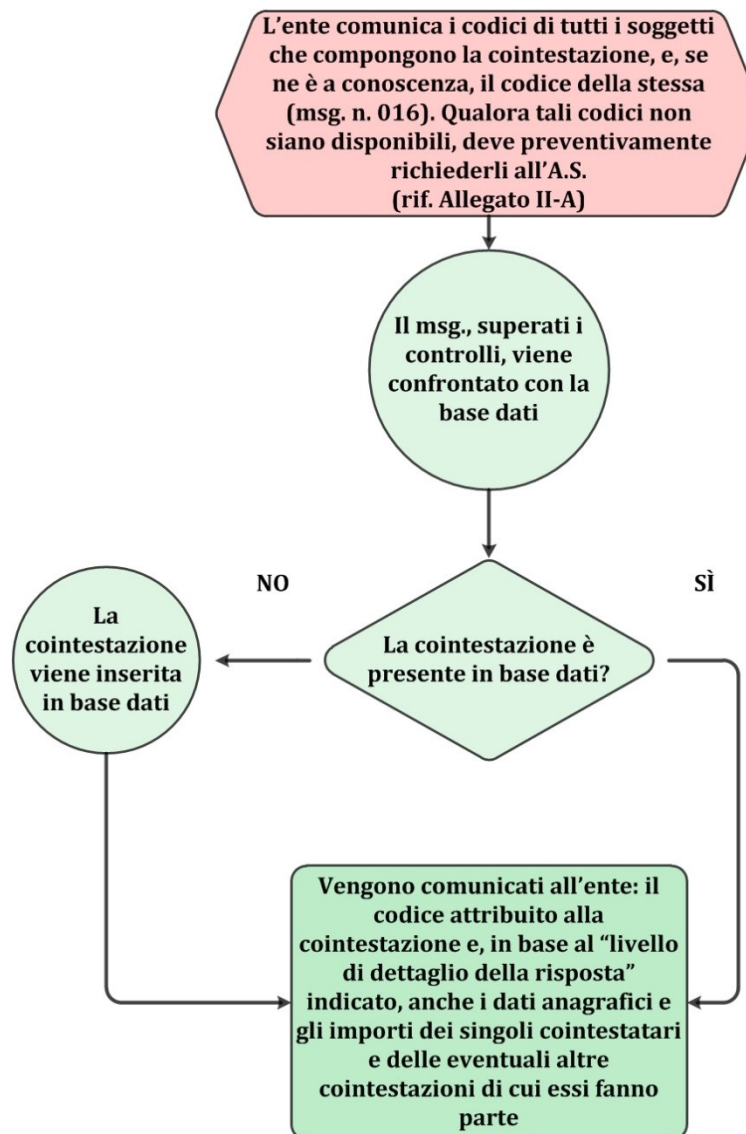 L’ente comunica i codici di tutti i soggetti
che compongono la cointestazione, e, se
ne è a conoscenza, il codice della stessa
(msg. n. 016). Qualora tali codici non
siano disponibili, deve preventivamente
richiederli all’A.S.
(rif. Allegato II-A)
Il msg., superati i
controlli, viene
confrontato con la
base dati
NO
SÌ
La
cointestazione
viene inserita
in base dati
La cointestazione è
presente in base dati?
Vengono comunicati all’ente: il
codice attribuito alla
cointestazione e, in base al “livello
di dettaglio della risposta”
indicato, anche i dati anagrafici e
gli importi dei singoli cointestatari
e delle eventuali altre
cointestazioni di cui essi fanno
parte